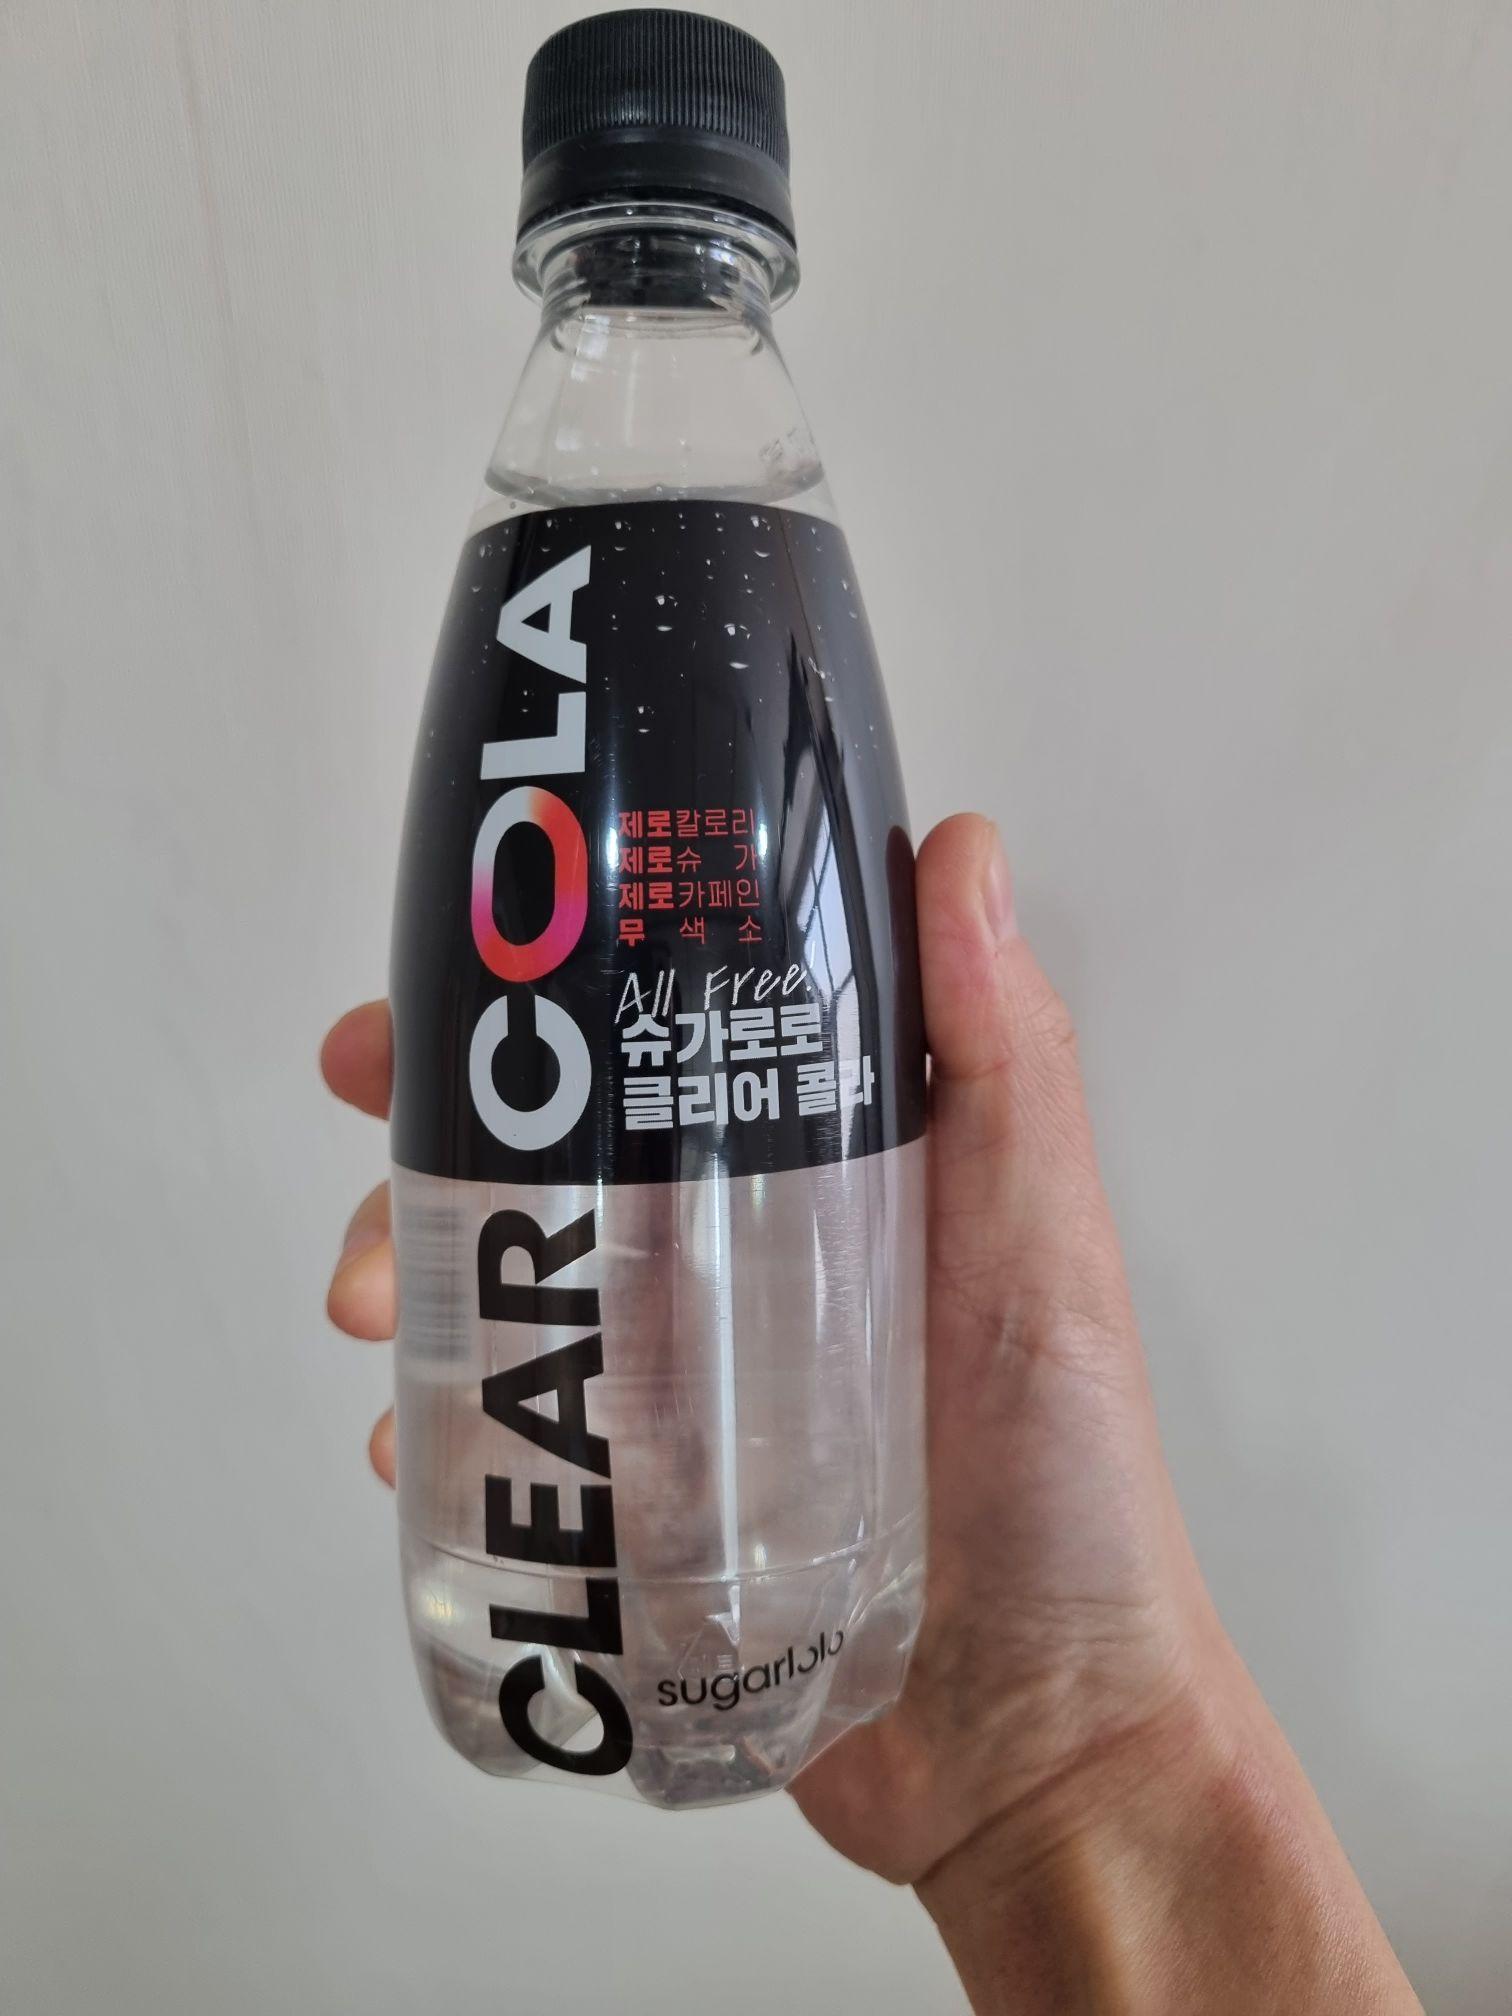 CLEAR COLA
제로칼로리
제로슈 가
제로카페인
무 색 소
All Free!
슈가로로
클리어 콜라
sugarlolo